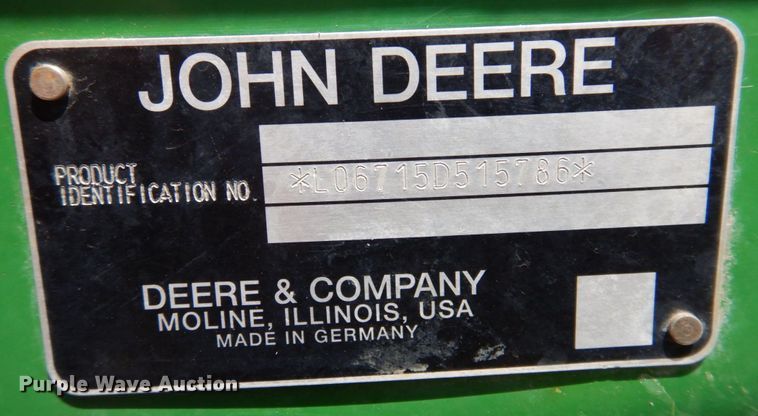 JOHN DEERE
PRODUCT
IDENTIFICATION NO.
*L06715D515786*
DEERE & COMPANY
MOLINE, ILLINOIS, USA
MADE IN GERMANY
Purple Wave Auction